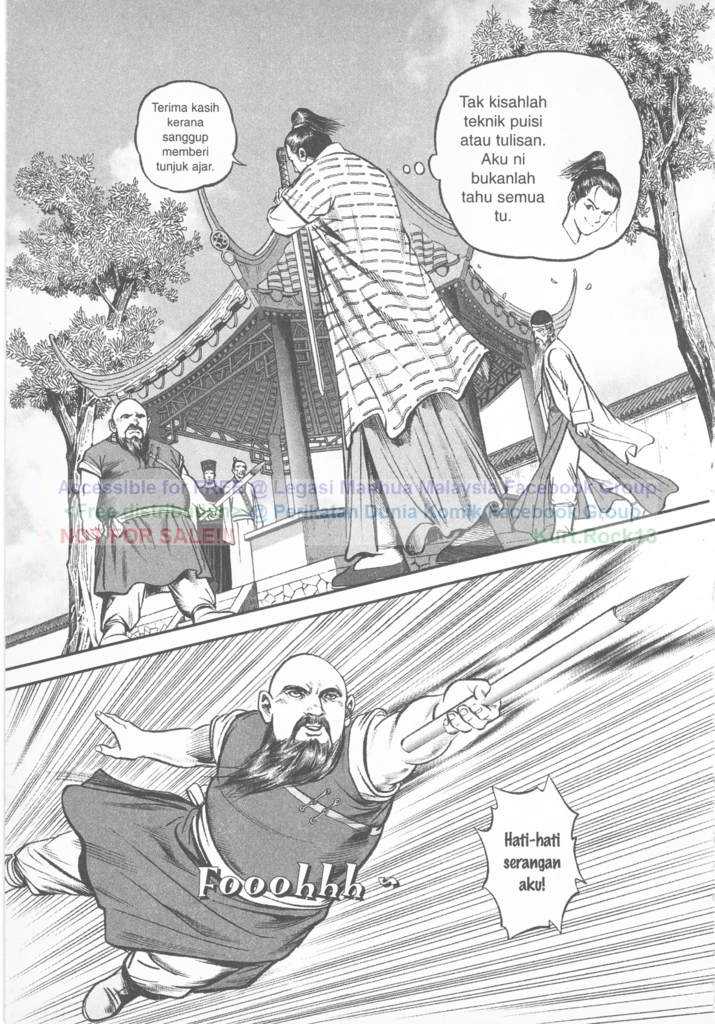 Terima kasih
kerana
sanggup
memberi
tunjuk ajar.
Tak kisahlah
teknik puisi
atau tulisan.
Aku ni
bukanlah
tahu semua
tu.
Accessible for FREE @ Legasi Manhua Malaysia Facebook Group.
<Free distribution> @ Perikatan Dunia Komik Facebook Group.
NOT FOR SALE!!! Kurt.Rock18
Fooohhh
Hati-hati
serangan
aku!